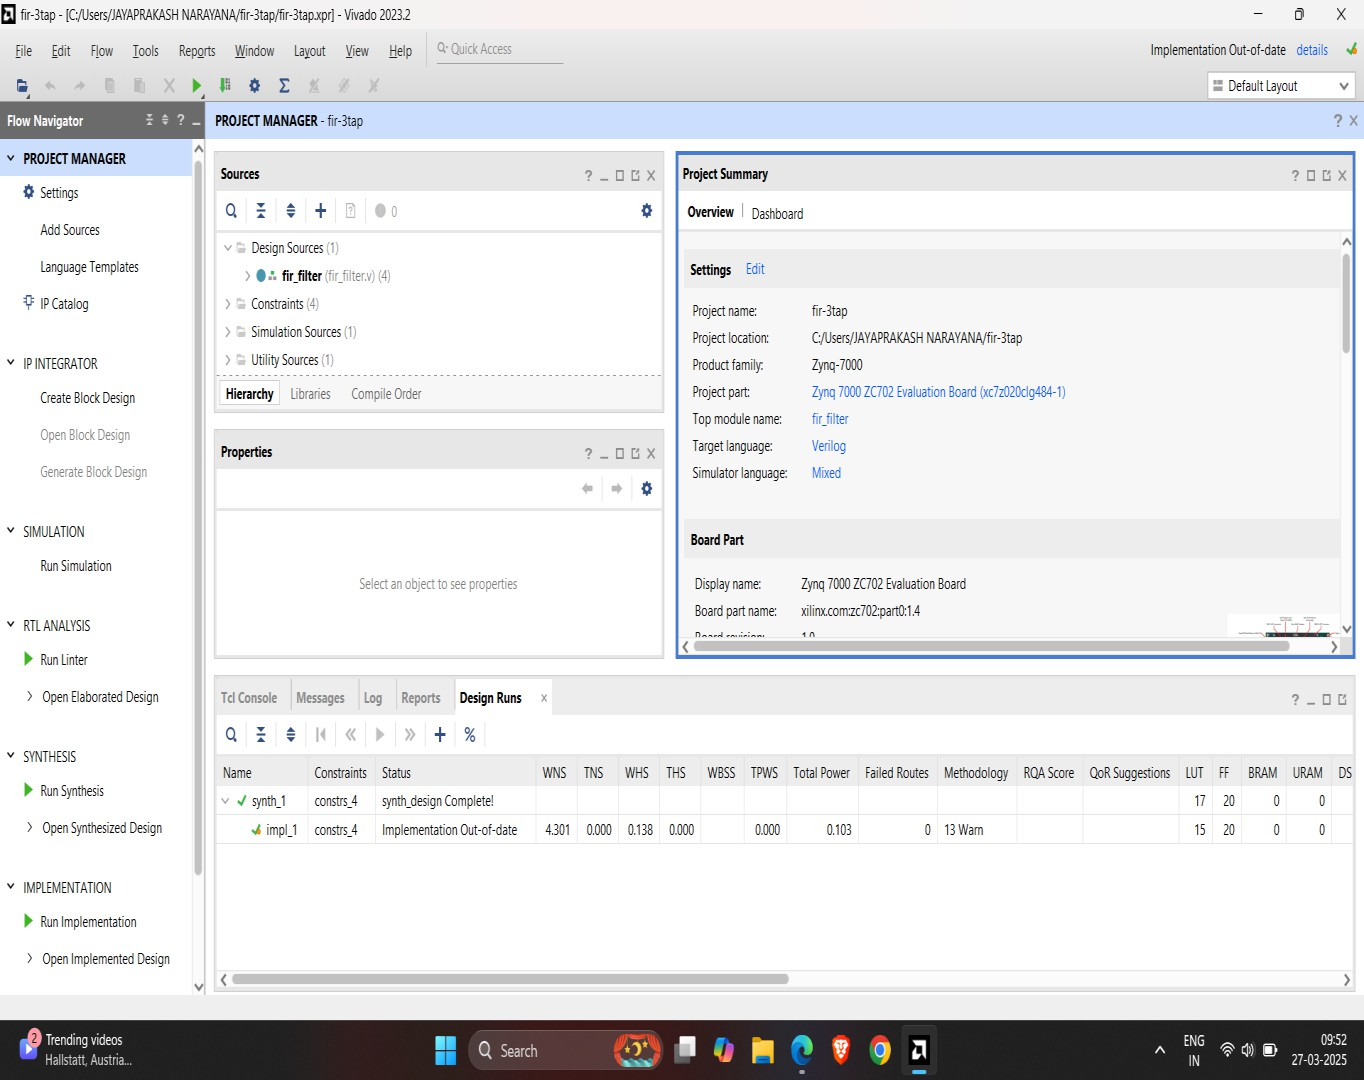 fir-3tap - [C:/Users/JAYAPRAKASH NARAYANA/fir-3tap/fir-3tap.xpr] - Vivado 2023.2
File Edit Flow Tools Reports Window Layout View Help Quick Access
Implementation Out-of-date details
Default Layout
Flow Navigator
PROJECT MANAGER
Settings
Add Sources
Language Templates
IP Catalog
IP INTEGRATOR
Create Block Design
Open Block Design
Generate Block Design
SIMULATION
Run Simulation
RTL ANALYSIS
Run Linter
Open Elaborated Design
SYNTHESIS
Run Synthesis
Open Synthesized Design
IMPLEMENTATION
Run Implementation
Open Implemented Design
PROJECT MANAGER - fir-3tap
Sources
0
Design Sources (1)
fir_filter (fir_filter.v) (4)
Constraints (4)
Simulation Sources (1)
Utility Sources (1)
Hierarchy Libraries Compile Order
Properties
Select an object to see properties
Project Summary
Overview Dashboard
Settings Edit
Project name: fir-3tap
Project location: C:/Users/JAYAPRAKASH NARAYANA/fir-3tap
Product family: Zynq-7000
Project part: Zynq 7000 ZC702 Evaluation Board (xc7z020clg484-1)
Top module name: fir_filter
Target language: Verilog
Simulator language: Mixed
Board Part
Display name: Zynq 7000 ZC702 Evaluation Board
Board part name: xilinx.com:zc702:part0:1.4
Board revision: 1.0
Tcl Console Messages Log Reports Design Runs
Name Constraints Status WNS TNS WHS THS WBSS TPWS Total Power Failed Routes Methodology RQA Score QoR Suggestions LUT FF BRAM URAM DS
synth_1 constrs_4 synth_design Complete! 17 20 0 0
impl_1 constrs_4 Implementation Out-of-date 4.301 0.000 0.138 0.000 0.000 0.103 0 13 Warn 15 20 0 0
2
Trending videos
Hallstatt, Austria...
Search
ENG
IN
09:52
27-03-2025